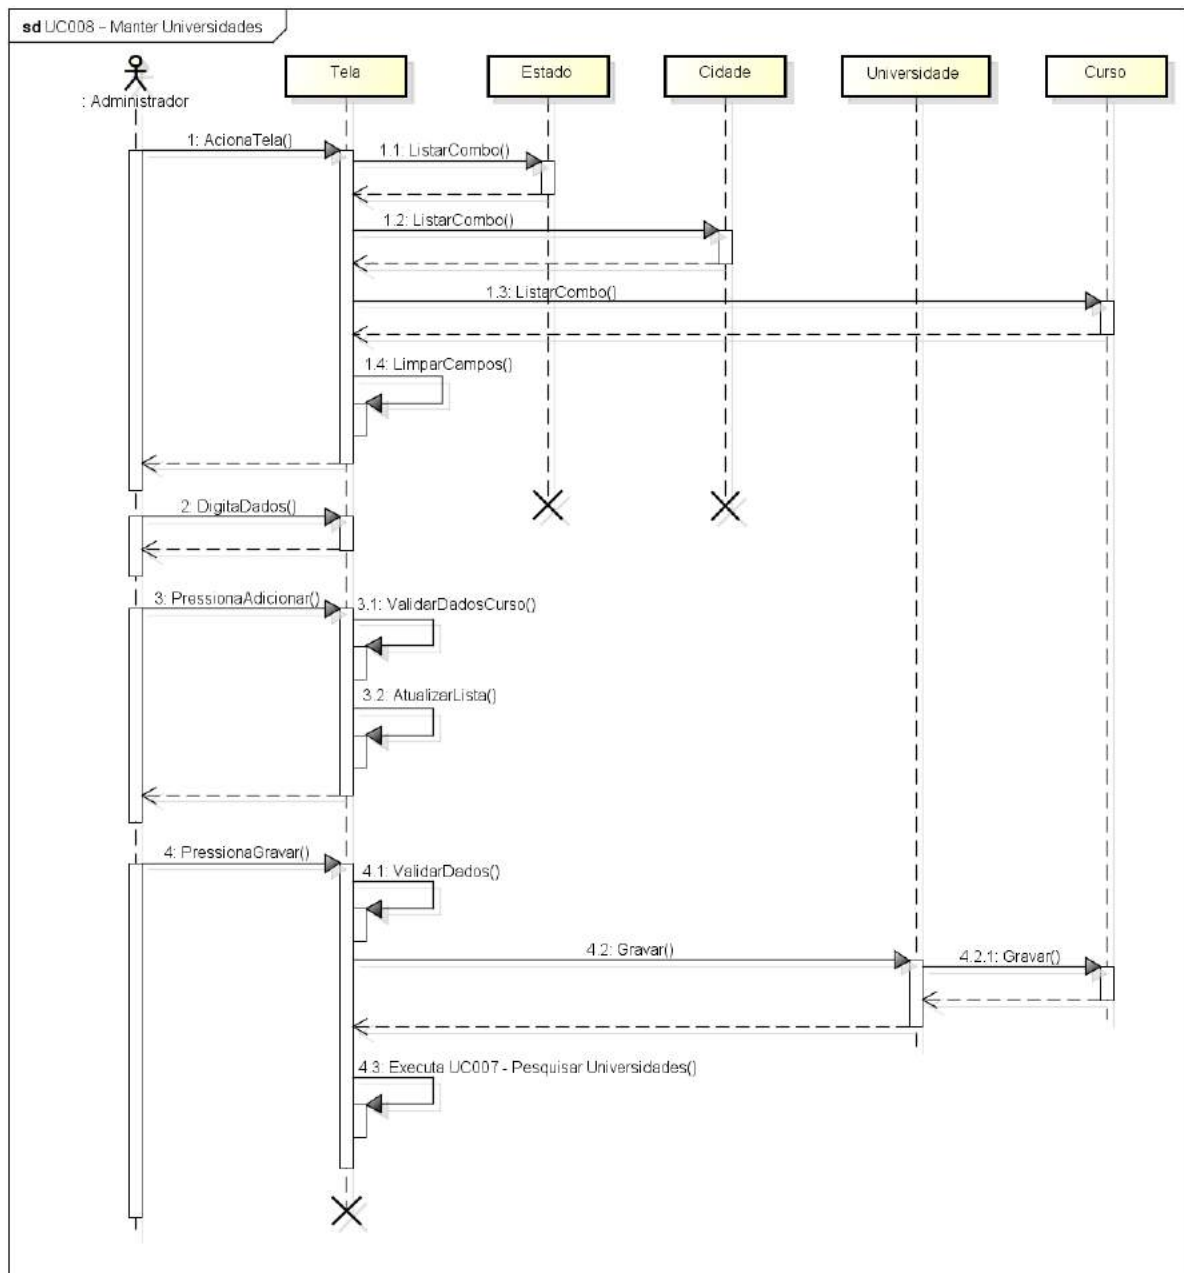 sd UC008 – Manter Universidades
: Administrador
Tela
Estado
Cidade
Universidade
Curso
1: AcionaTela()
1.1: ListarCombo()
1.2: ListarCombo()
1.3: ListarCombo()
1.4: LimparCampos()
2: DigitaDados()
3: PressionaAdicionar()
3.1: ValidarDadosCurso()
3.2: AtualizarLista()
4: PressionaGravar()
4.1: ValidarDados()
4.2: Gravar()
4.2.1: Gravar()
4.3: Executa UC007 - Pesquisar Universidades()